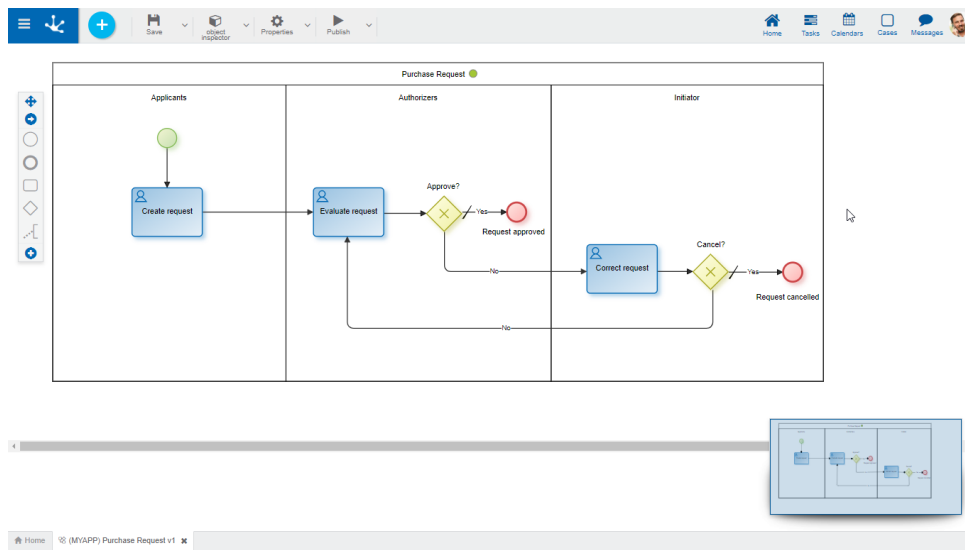 Save
object
inspector
Properties
Publish
Home
Tasks
Calendars
Cases
Messages
Purchase Request
Applicants
Authorizers
Initiator
Create request
Evaluate request
Approve?
Yes
Request approved
No
Correct request
Cancel?
Yes
Request cancelled
No
Home
(MYAPP) Purchase Request v1